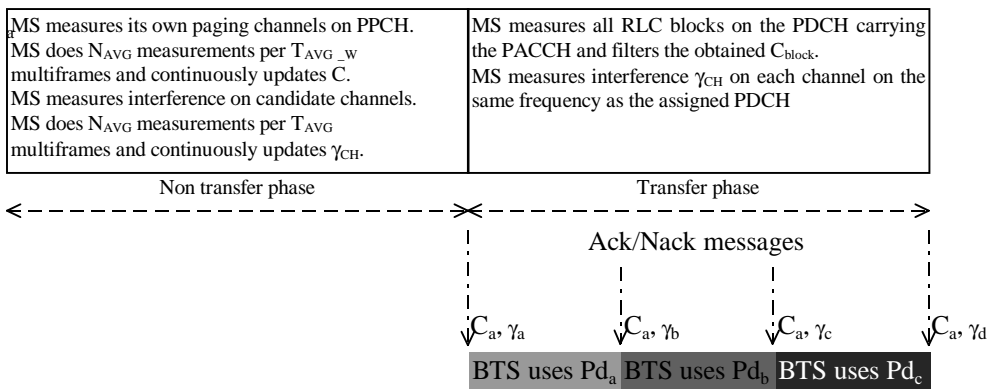 a
MS measures its own paging channels on PPCH.
MS does N_AVG measurements per T_AVG _W
multiframes and continuously updates C.
MS measures interference on candidate channels.
MS does N_AVG measurements per T_AVG
multiframes and continuously updates γ_CH.
MS measures all RLC blocks on the PDCH carrying
the PACCH and filters the obtained C_block.
MS measures interference γ_CH on each channel on the
same frequency as the assigned PDCH
Non transfer phase
Transfer phase
Ack/Nack messages
C_a, γ_a
C_a, γ_b
C_a, γ_c
C_a, γ_d
BTS uses Pd_a
BTS uses Pd_b
BTS uses Pd_c